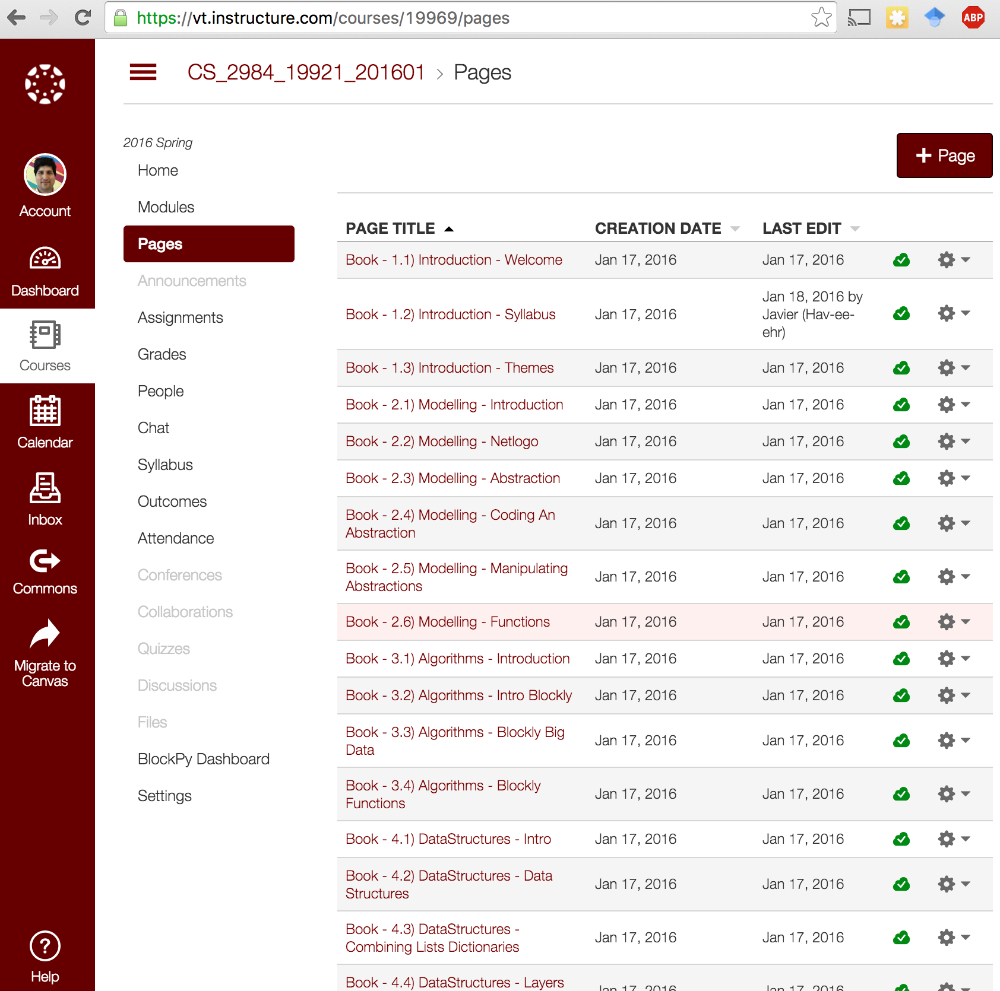 https://vt.instructure.com/courses/19969/pages
ABP
CS_2984_19921_201601 > Pages
Account
Dashboard
Courses
Calendar
Inbox
Commons
Migrate to
Canvas
Help
2016 Spring
Home
Modules
Pages
Announcements
Assignments
Grades
People
Chat
Syllabus
Outcomes
Attendance
Conferences
Collaborations
Quizzes
Discussions
Files
BlockPy Dashboard
Settings
+ Page
PAGE TITLE CREATION DATE LAST EDIT
Book - 1.1) Introduction - Welcome Jan 17, 2016 Jan 17, 2016
Book - 1.2) Introduction - Syllabus Jan 17, 2016 Jan 18, 2016 by
Javier (Hav-ee-
ehr)
Book - 1.3) Introduction - Themes Jan 17, 2016 Jan 17, 2016
Book - 2.1) Modelling - Introduction Jan 17, 2016 Jan 17, 2016
Book - 2.2) Modelling - Netlogo Jan 17, 2016 Jan 17, 2016
Book - 2.3) Modelling - Abstraction Jan 17, 2016 Jan 17, 2016
Book - 2.4) Modelling - Coding An
Abstraction Jan 17, 2016 Jan 17, 2016
Book - 2.5) Modelling - Manipulating
Abstractions Jan 17, 2016 Jan 17, 2016
Book - 2.6) Modelling - Functions Jan 17, 2016 Jan 17, 2016
Book - 3.1) Algorithms - Introduction Jan 17, 2016 Jan 17, 2016
Book - 3.2) Algorithms - Intro Blockly Jan 17, 2016 Jan 17, 2016
Book - 3.3) Algorithms - Blockly Big
Data Jan 17, 2016 Jan 17, 2016
Book - 3.4) Algorithms - Blockly
Functions Jan 17, 2016 Jan 17, 2016
Book - 4.1) DataStructures - Intro Jan 17, 2016 Jan 17, 2016
Book - 4.2) DataStructures - Data
Structures Jan 17, 2016 Jan 17, 2016
Book - 4.3) DataStructures -
Combining Lists Dictionaries Jan 17, 2016 Jan 17, 2016
Book - 4.4) DataStructures - Layers Jan 17, 2016 Jan 17, 2016